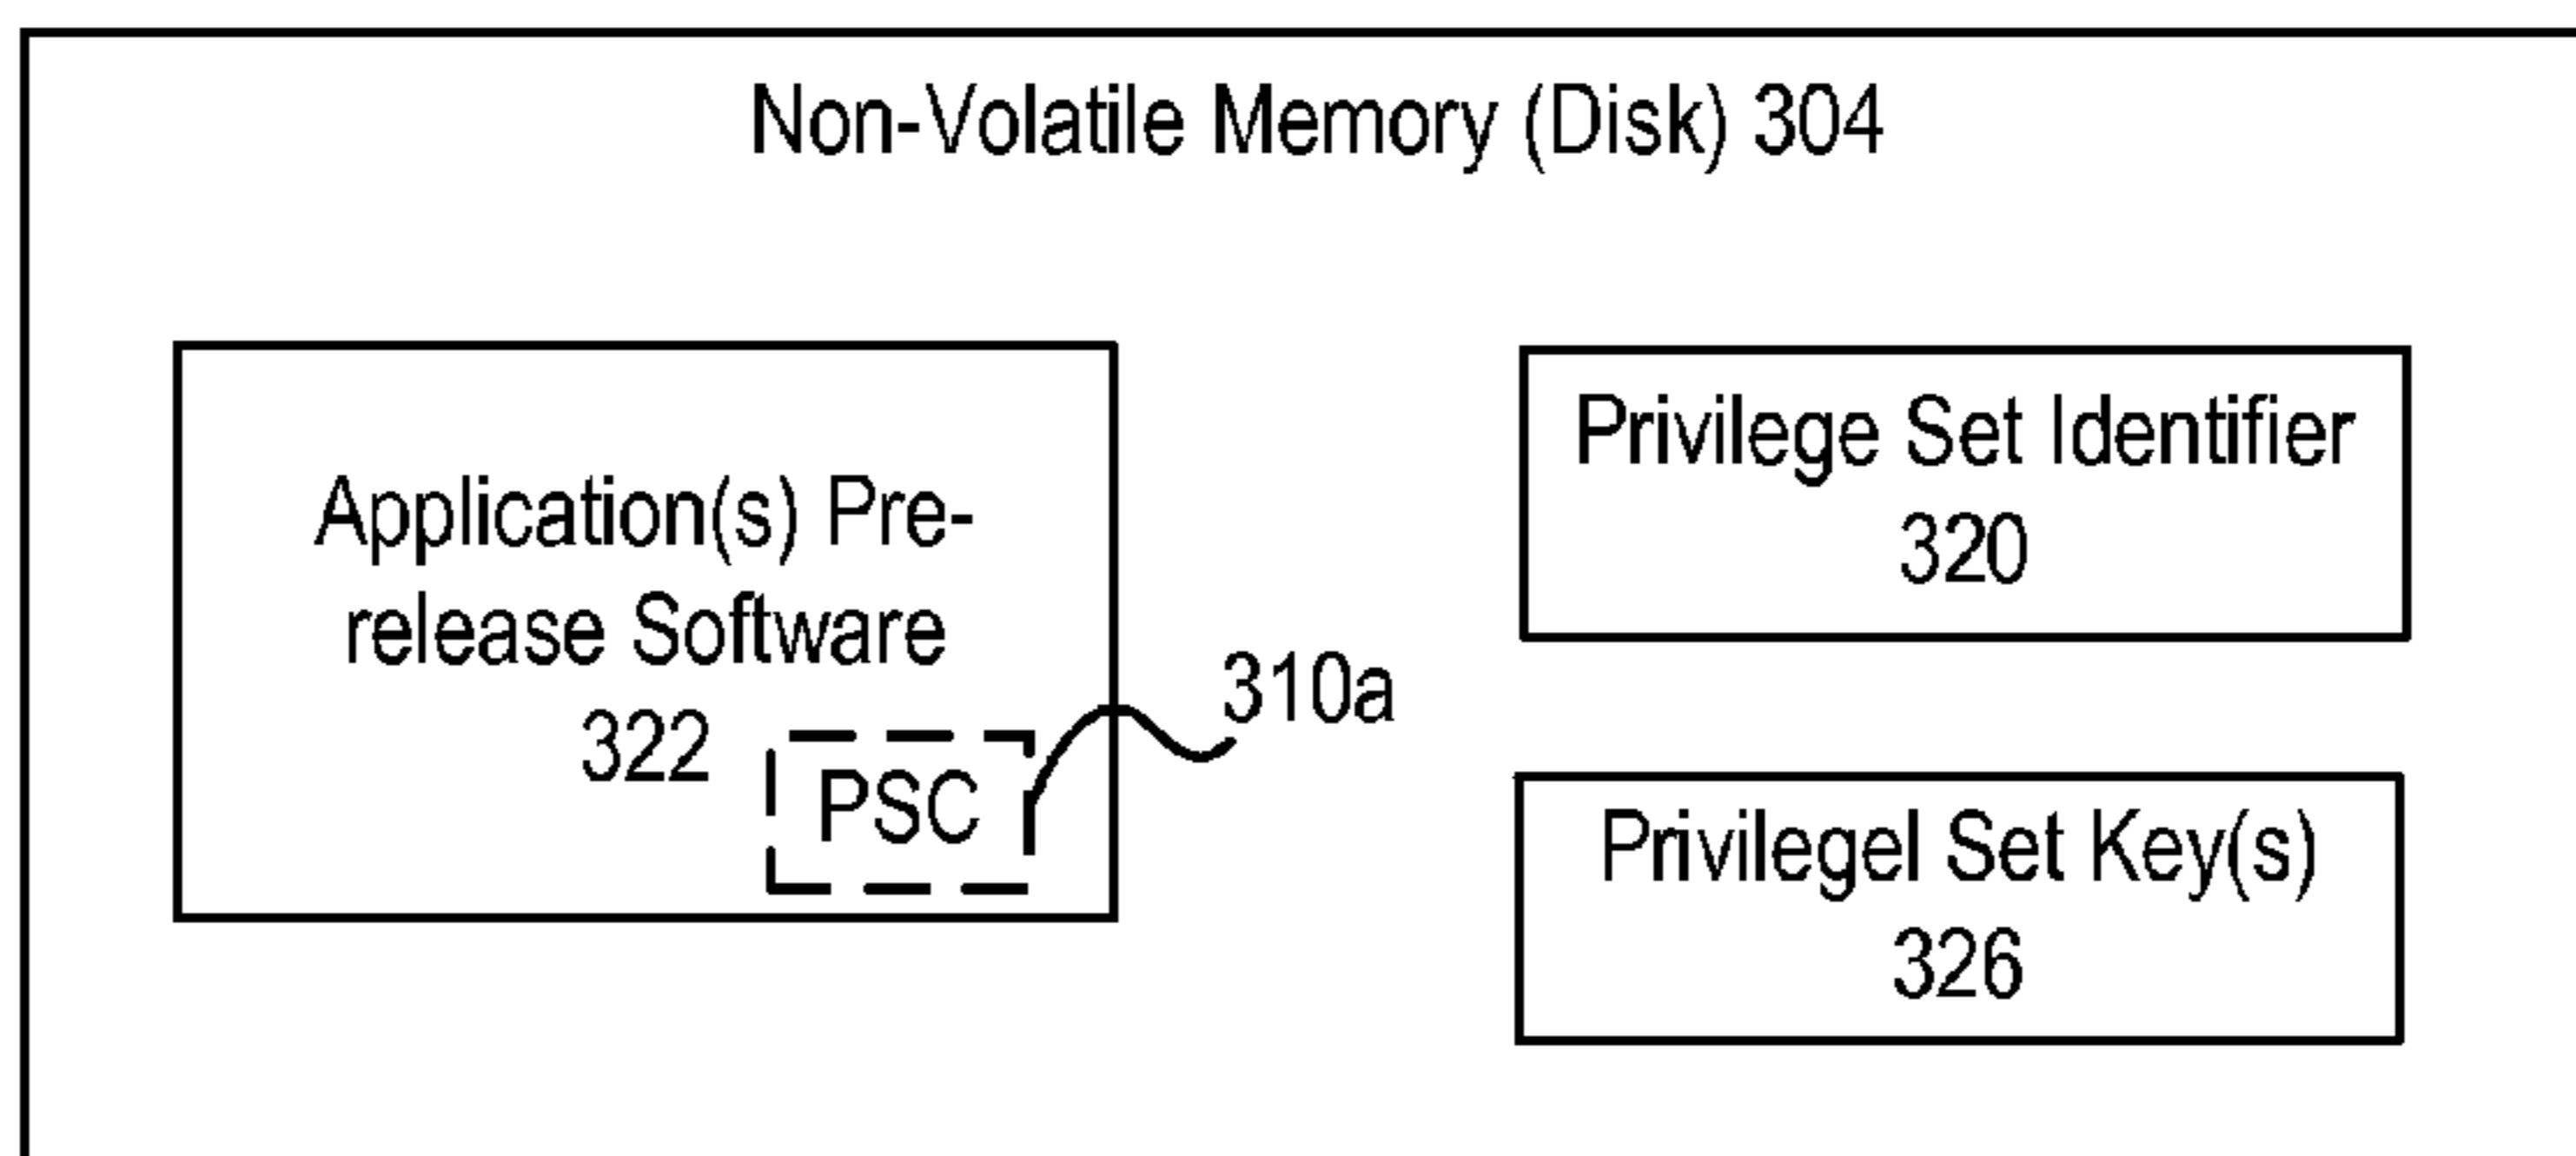 Non-Volatile Memory (Disk) 304
Application(s) Pre-
release Software
322
PSC
310a
Privilege Set Identifier
320
Privilegel Set Key(s)
326